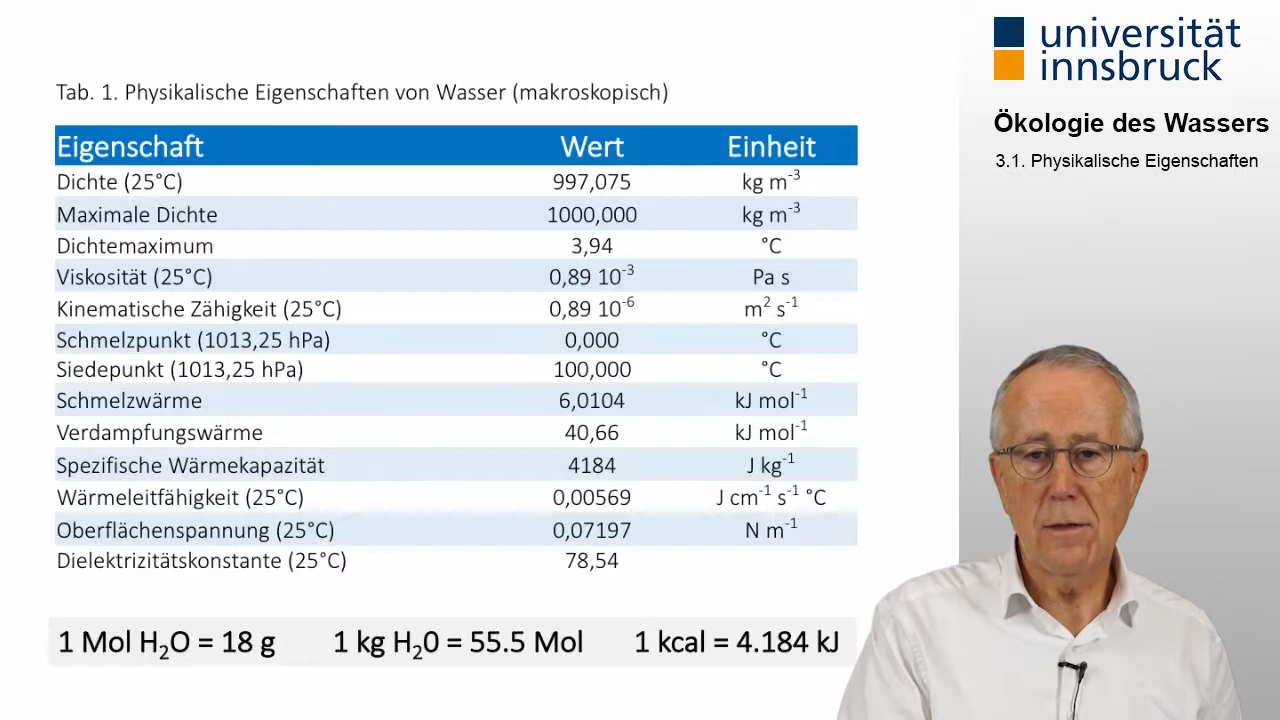 universität
innsbruck
Ökologie des Wassers
3.1. Physikalische Eigenschaften
Tab. 1. Physikalische Eigenschaften von Wasser (makroskopisch)
Eigenschaft Wert Einheit
Dichte (25°C) 997,075 kg m⁻³
Maximale Dichte 1000,000 kg m⁻³
Dichtemaximum 3,94 °C
Viskosität (25°C) 0,89 10⁻³ Pa s
Kinematische Zähigkeit (25°C) 0,89 10⁻⁶ m² s⁻¹
Schmelzpunkt (1013,25 hPa) 0,000 °C
Siedepunkt (1013,25 hPa) 100,000 °C
Schmelzwärme 6,0104 kJ mol⁻¹
Verdampfungswärme 40,66 kJ mol⁻¹
Spezifische Wärmekapazität 4184 J kg⁻¹
Wärmeleitfähigkeit (25°C) 0,00569 J cm⁻¹ s⁻¹ °C
Oberflächenspannung (25°C) 0,07197 N m⁻¹
Dielektrizitätskonstante (25°C) 78,54
1 Mol H₂O = 18 g 1 kg H₂0 = 55.5 Mol 1 kcal = 4.184 kJ